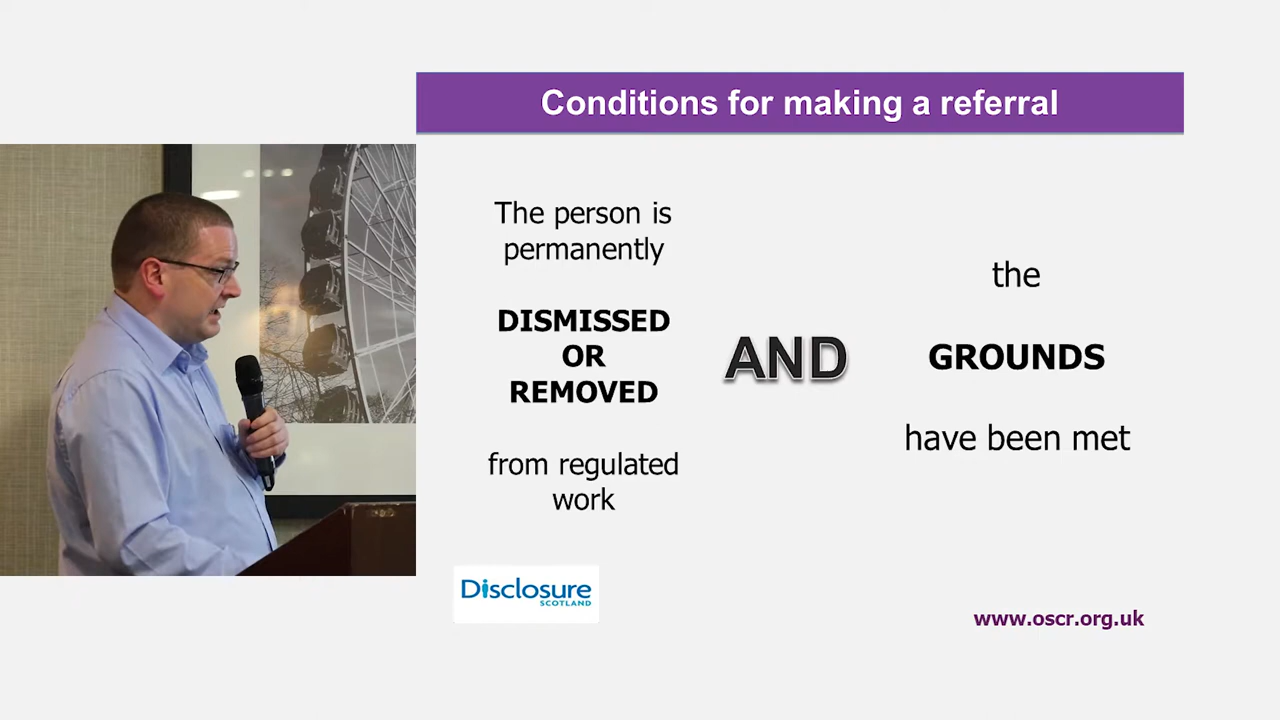 Conditions for making a referral
The person is
permanently
DISMISSED
OR
REMOVED
from regulated
work
AND
the
GROUNDS
have been met
Disclosure
SCOTLAND
www.oscr.org.uk